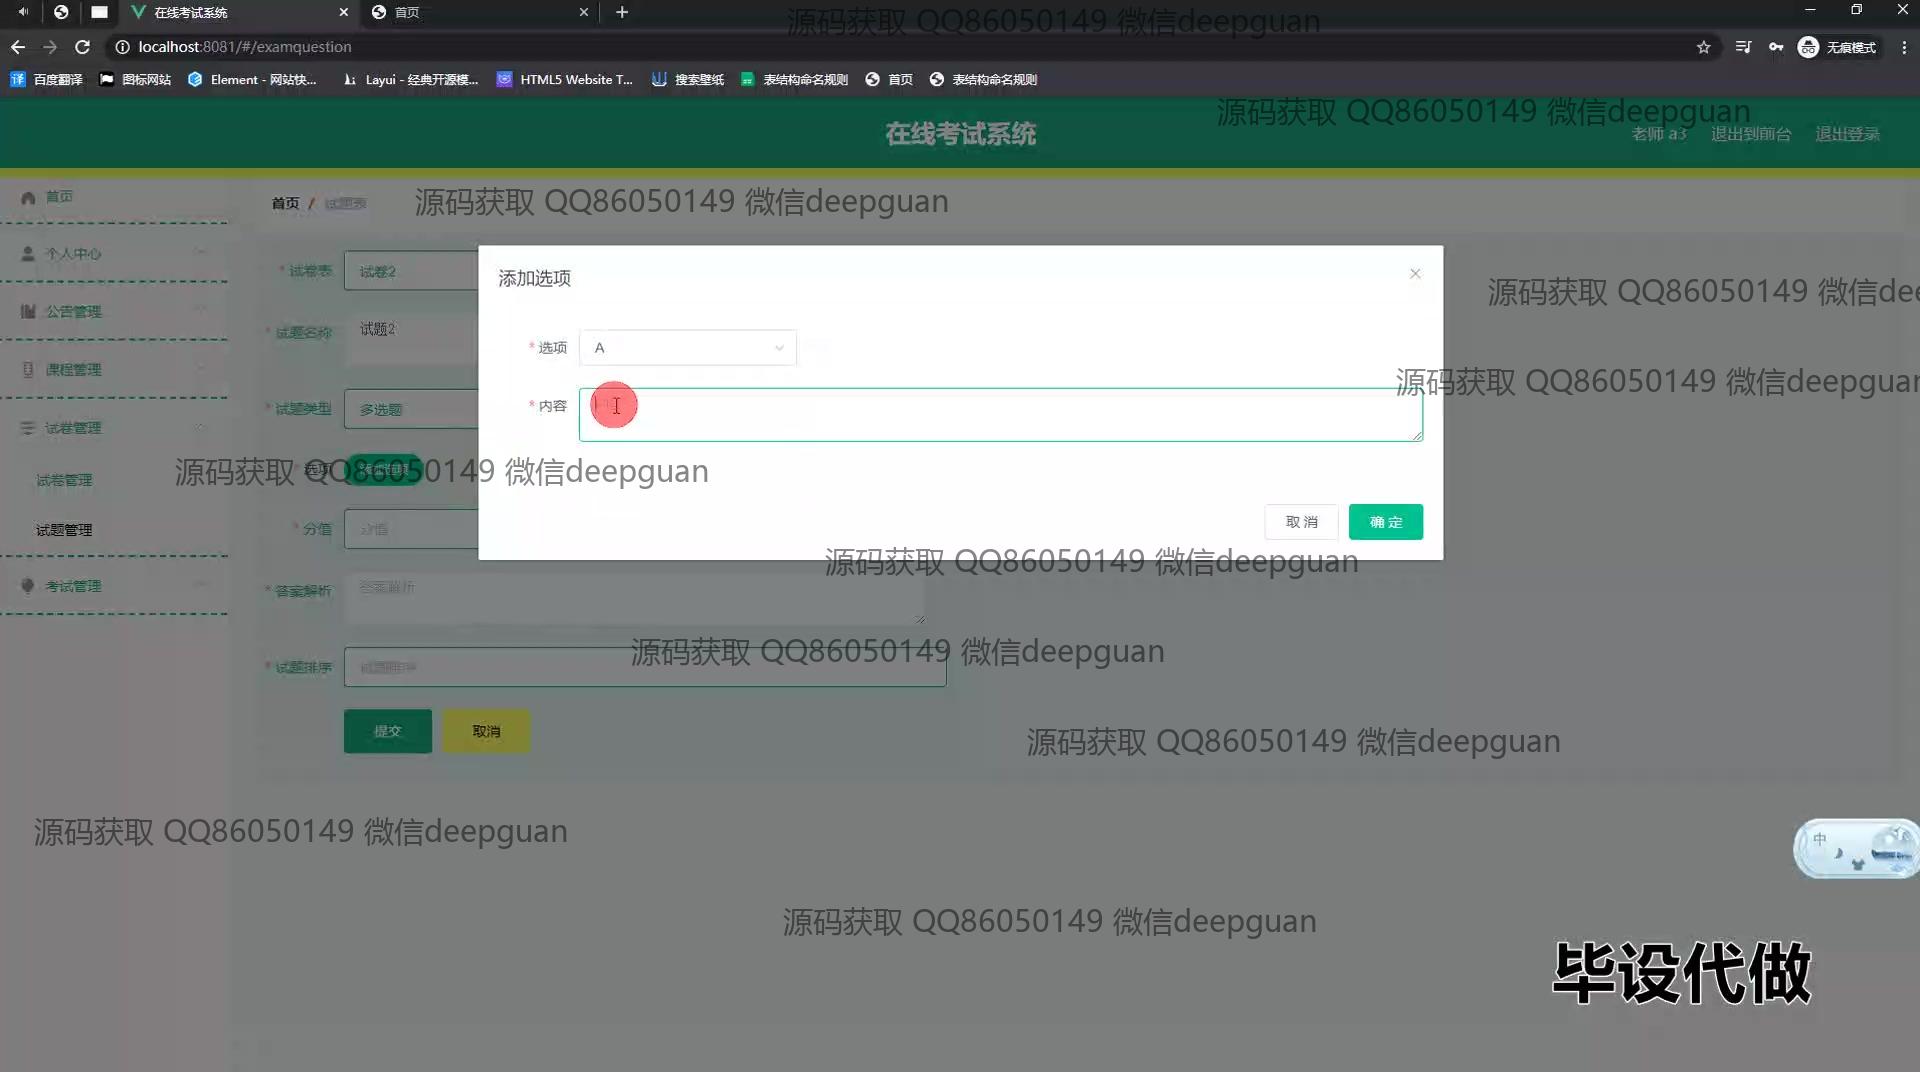 在线考试系统
首页
源码获取 QQ86050149 微信deepguan
localhost:8081/#/examquestion
无痕模式
百度翻译
图标网站
Element - 网站快...
Layui - 经典开源模...
HTML5 Website T...
搜索壁纸
表结构命名规则
首页
表结构命名规则
源码获取 QQ86050149 微信deepguan
在线考试系统
老师 a3
退出到前台
退出登录
首页
首页 / 试题表
源码获取 QQ86050149 微信deepguan
个人中心
公告管理
课程管理
试卷管理
试卷管理
试题管理
考试管理
* 试卷表
试卷2
* 试题名称
试题2
* 试题类型
多选题
选项
添加选项
* 分值
分值
* 答案解析
答案解析
* 试题排序
试题排序
提交
取消
添加选项
* 选项
A
* 内容
取消
确定
源码获取 QQ86050149 微信dee
源码获取 QQ86050149 微信deepguan
源码获取 QQ86050149 微信deepguan
源码获取 QQ86050149 微信deepguan
源码获取 QQ86050149 微信deepguan
源码获取 QQ86050149 微信deepguan
源码获取 QQ86050149 微信deepguan
中
源码获取 QQ86050149 微信deepguan
毕设代做